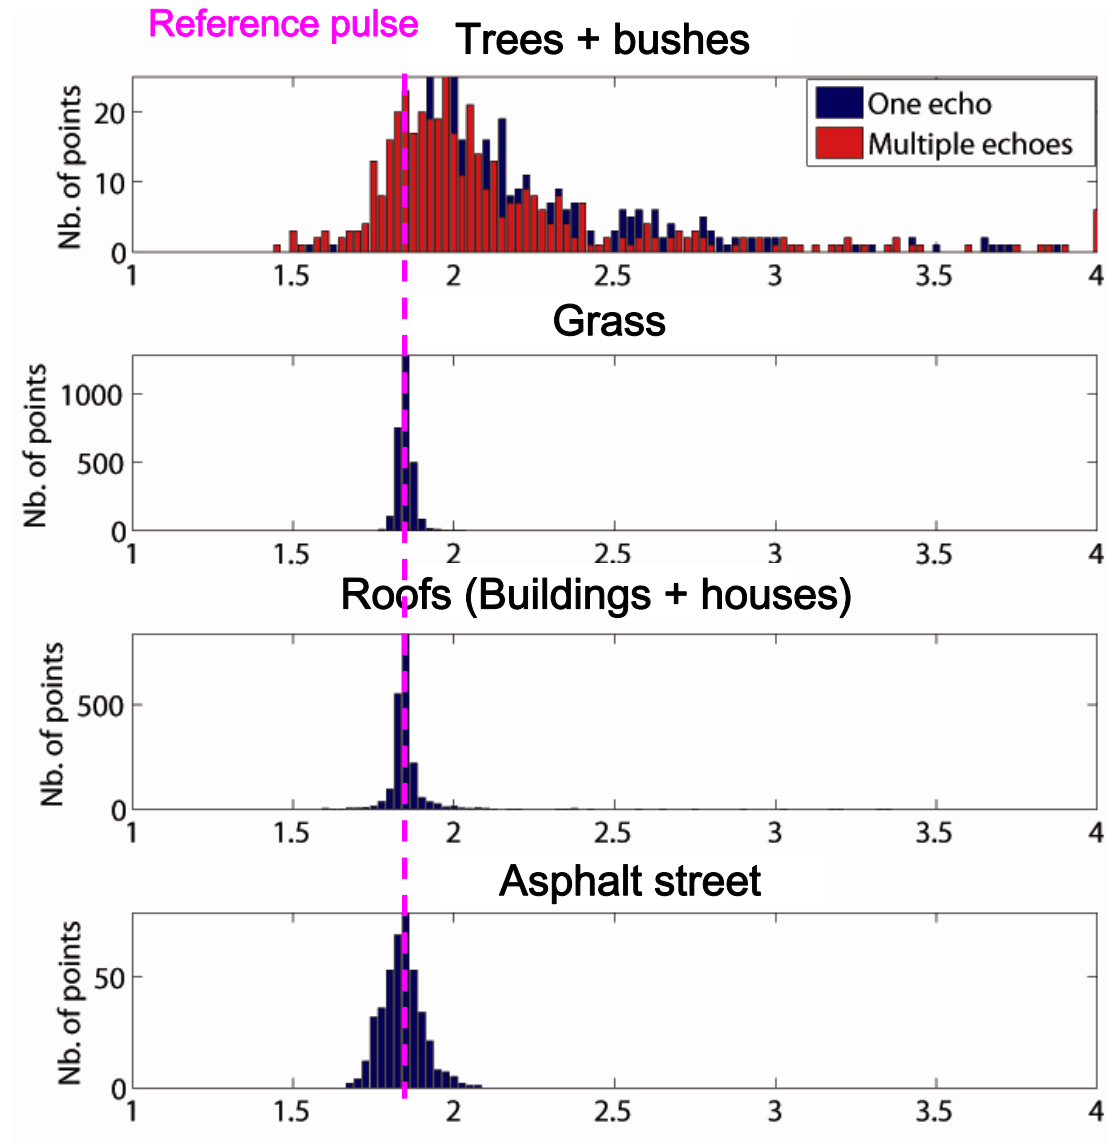 Reference pulse
Trees + bushes
Nb. of points
20
10
0
One echo
Multiple echoes
1 1.5 2 2.5 3 3.5 4
Grass
Nb. of points
1000
500
0
1 1.5 2 2.5 3 3.5 4
Roofs (Buildings + houses)
Nb. of points
500
0
1 1.5 2 2.5 3 3.5 4
Asphalt street
Nb. of points
50
0
1 1.5 2 2.5 3 3.5 4